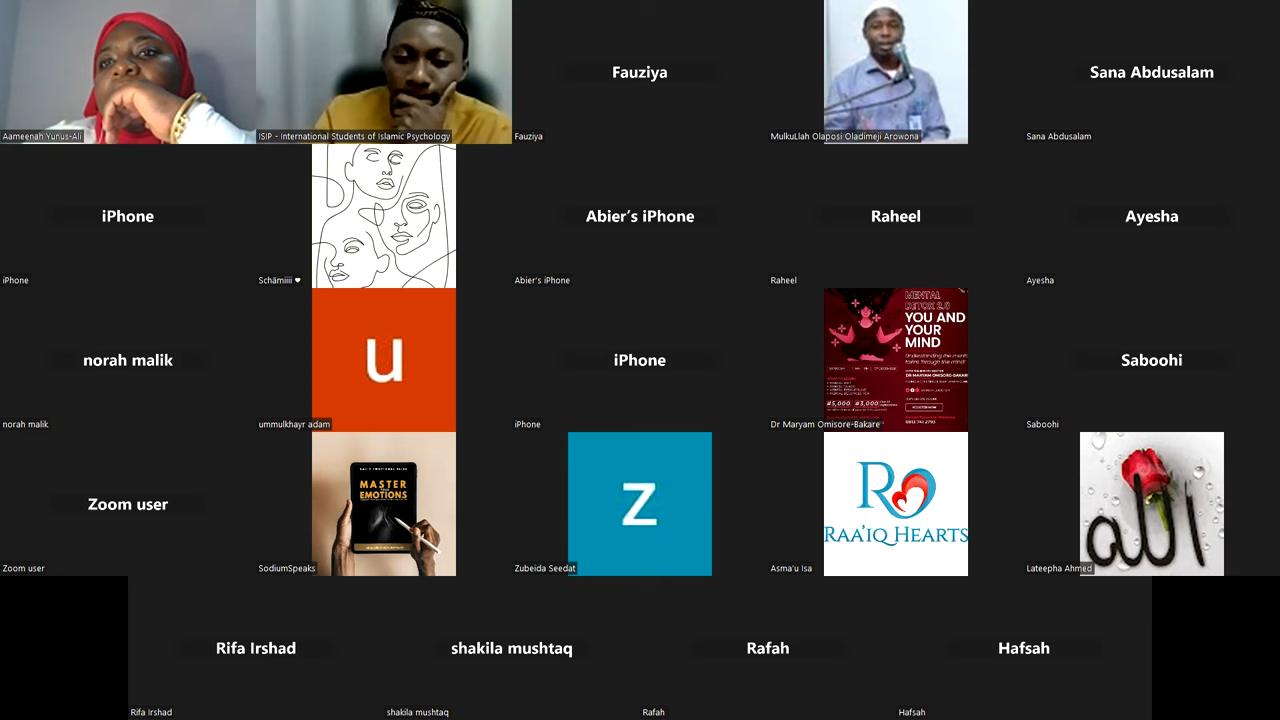 Fauziya
Sana Abdusalam
Aameenah Yunus-Ali
ISIP - International Students of Islamic Psychology
Fauziya
MulkuLlah Olaposi Oladimeji Arowona
Sana Abdusalam
iPhone
Abier's iPhone
Raheel
Ayesha
iPhone
Schämiiii ♥
Abier's iPhone
Raheel
Ayesha
norah malik
u
iPhone
MENTAL
DETOX 2.0
YOU AND
YOUR
MIND
Saboohi
norah malik
ummulkhayr adam
iPhone
Dr Maryam Omisore-Bakare
Saboohi
Zoom user
MASTER
EMOTIONS
z
RAA'IQ HEARTS
الله
Zoom user
SodiumSpeaks
Zubeida Seedat
Asma'u Isa
Lateepha Ahmed
Rifa Irshad
shakila mushtaq
Rafah
Hafsah
Rifa Irshad
shakila mushtaq
Rafah
Hafsah